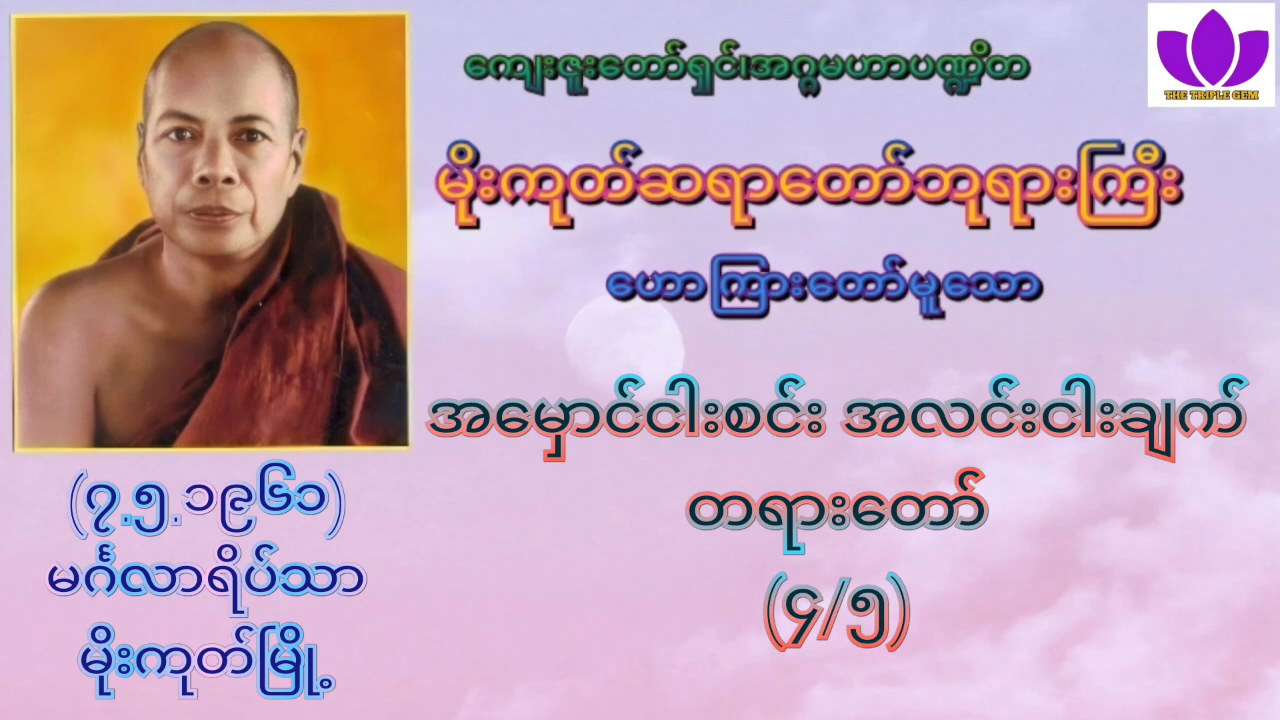 ကျေးဇူးတော်ရှင်၊အဂ္ဂမဟာပဏ္ဍိတ
မိုးကုတ်ဆရာတော်ဘုရားကြီး
ဟောကြားတော်မူသော
အမှောင်ငါးစင်း အလင်းငါးချက်
တရားတော်
(၄/၅)
(၇.၅.၁၉၆၁)
မင်္ဂလာရိပ်သာ
မိုးကုတ်မြို့
THE TRIPLE GEM